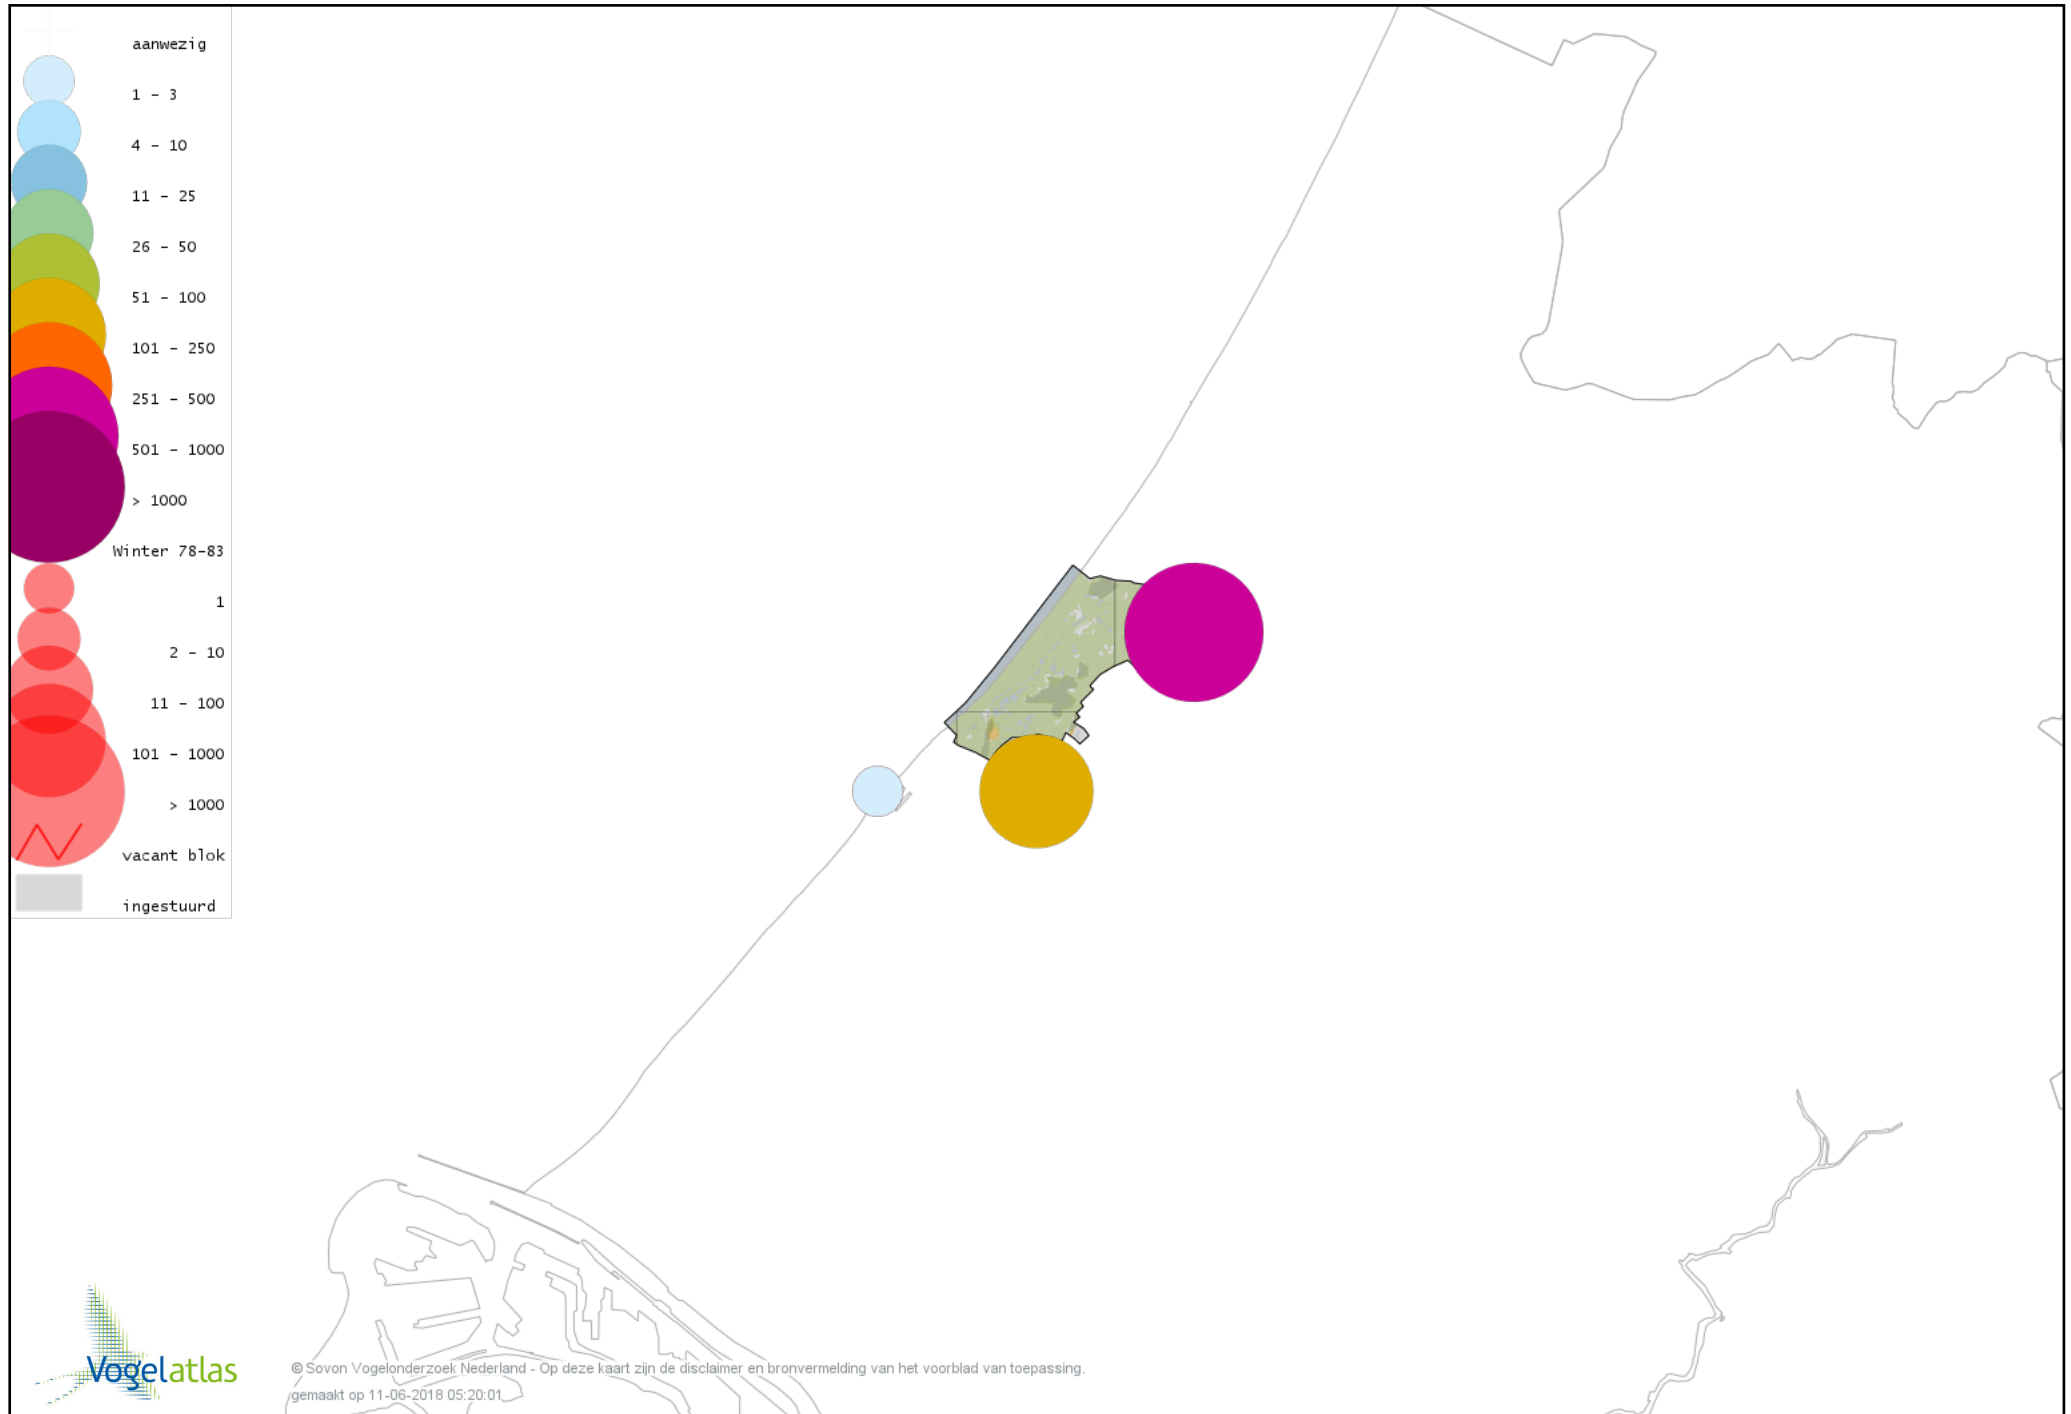 aanwezig
1 - 3
4 - 10
11 - 25
26 - 50
51 - 100
101 - 250
251 - 500
501 - 1000
> 1000
Winter 78-83
1
2 - 10
11 - 100
101 - 1000
> 1000
vacant blok
ingestuurd
Vogelatlas
© Sovon Vogelonderzoek Nederland - Op deze kaart zijn de disclaimer en bronvermelding van het voorblad van toepassing.
gemaakt op 11-06-2018 05:20:01